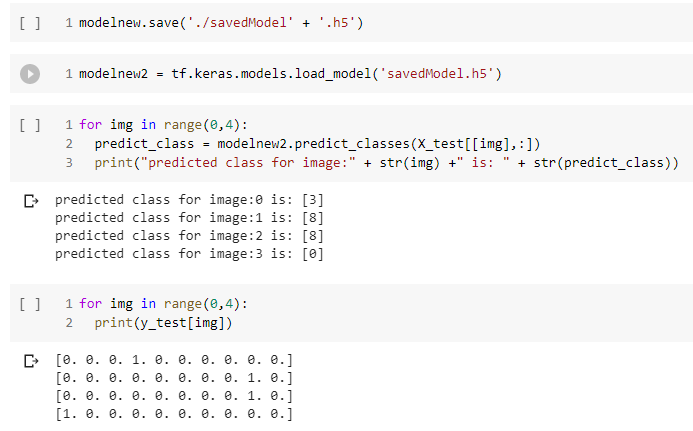 [ ] 1 modelnew.save('./savedModel' + '.h5')
1 modelnew2 = tf.keras.models.load_model('savedModel.h5')
[ ] 1 for img in range(0,4):
2 predict_class = modelnew2.predict_classes(X_test[[img],:])
3 print("predicted class for image:" + str(img) +" is: " + str(predict_class))
predicted class for image:0 is: [3]
predicted class for image:1 is: [8]
predicted class for image:2 is: [8]
predicted class for image:3 is: [0]
[ ] 1 for img in range(0,4):
2 print(y_test[img])
[0. 0. 0. 1. 0. 0. 0. 0. 0. 0.]
[0. 0. 0. 0. 0. 0. 0. 0. 1. 0.]
[0. 0. 0. 0. 0. 0. 0. 0. 1. 0.]
[1. 0. 0. 0. 0. 0. 0. 0. 0. 0.]